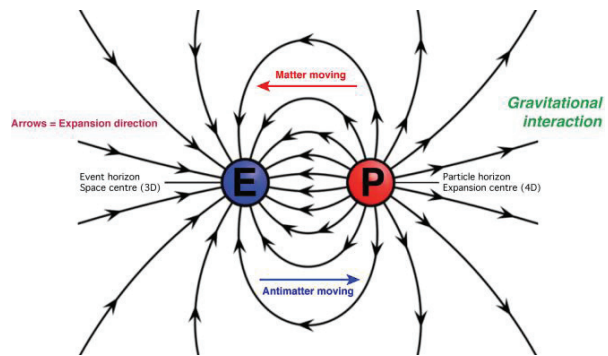 Matter moving
Gravitational
interaction
Arrows = Expansion direction
Event horizon
Space centre (3D)
E
P
Particle horizon
Expansion centre (4D)
Antimatter moving